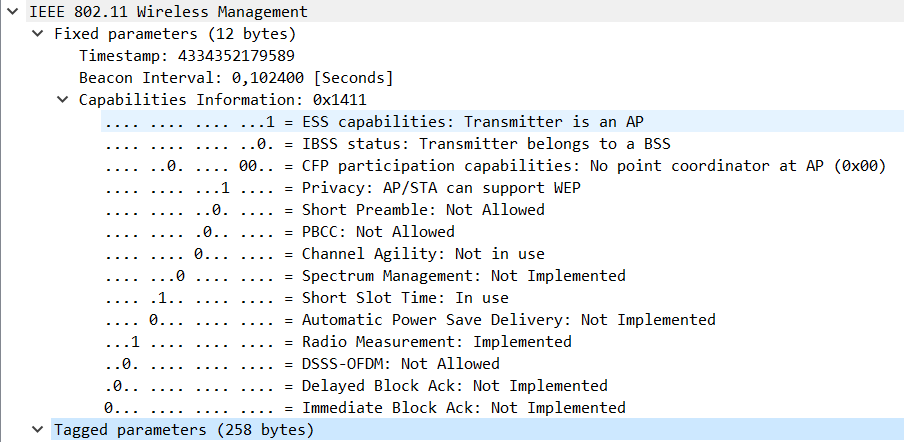 IEEE 802.11 Wireless Management
Fixed parameters (12 bytes)
Timestamp: 4334352179589
Beacon Interval: 0,102400 [Seconds]
Capabilities Information: 0x1411
.... .... .... ...1 = ESS capabilities: Transmitter is an AP
.... .... .... ..0. = IBSS status: Transmitter belongs to a BSS
.... ..0. .... 00.. = CFP participation capabilities: No point coordinator at AP (0x00)
.... .... ...1 .... = Privacy: AP/STA can support WEP
.... .... ..0. .... = Short Preamble: Not Allowed
.... .... .0.. .... = PBCC: Not Allowed
.... .... 0... .... = Channel Agility: Not in use
.... ...0 .... .... = Spectrum Management: Not Implemented
.... .1.. .... .... = Short Slot Time: In use
.... 0... .... .... = Automatic Power Save Delivery: Not Implemented
...1 .... .... .... = Radio Measurement: Implemented
..0. .... .... .... = DSSS-OFDM: Not Allowed
.0.. .... .... .... = Delayed Block Ack: Not Implemented
0... .... .... .... = Immediate Block Ack: Not Implemented
Tagged parameters (258 bytes)